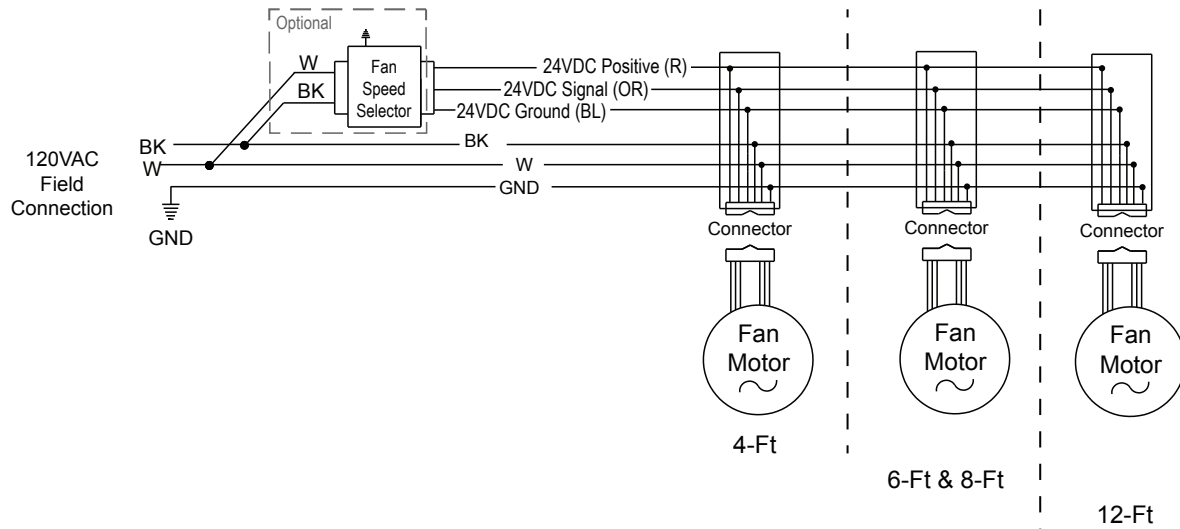 Optional
W
BK
Fan
Speed
Selector
24VDC Positive (R)
24VDC Signal (OR)
24VDC Ground (BL)
BK
BK
W
W
GND
120VAC
Field
Connection
GND
Connector
Connector
Connector
Fan
Motor
Fan
Motor
Fan
Motor
4-Ft
6-Ft & 8-Ft
12-Ft